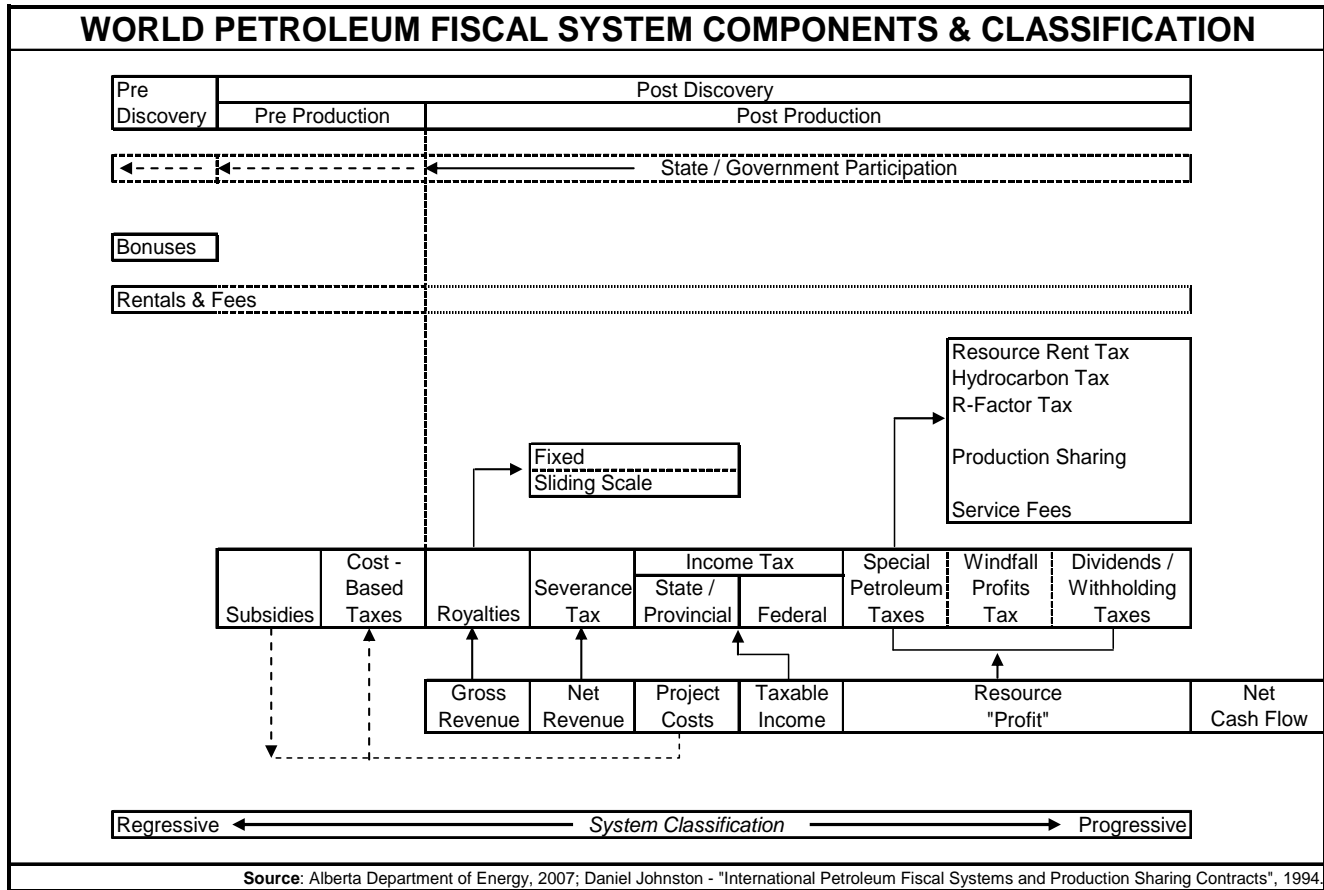 WORLD PETROLEUM FISCAL SYSTEM COMPONENTS & CLASSIFICATION
Pre
Discovery
Post Discovery
Pre Production
Post Production
State / Government Participation
Bonuses
Rentals & Fees
Resource Rent Tax
Hydrocarbon Tax
R-Factor Tax
Production Sharing
Service Fees
Fixed
Sliding Scale
Subsidies
Cost -
Based
Taxes
Royalties
Severance
Tax
Income Tax
State /
Provincial
Federal
Special
Petroleum
Taxes
Windfall
Profits
Tax
Dividends /
Withholding
Taxes
Gross
Revenue
Net
Revenue
Project
Costs
Taxable
Income
Resource
"Profit"
Net
Cash Flow
Regressive
System Classification
Progressive
Source: Alberta Department of Energy, 2007; Daniel Johnston - "International Petroleum Fiscal Systems and Production Sharing Contracts", 1994.